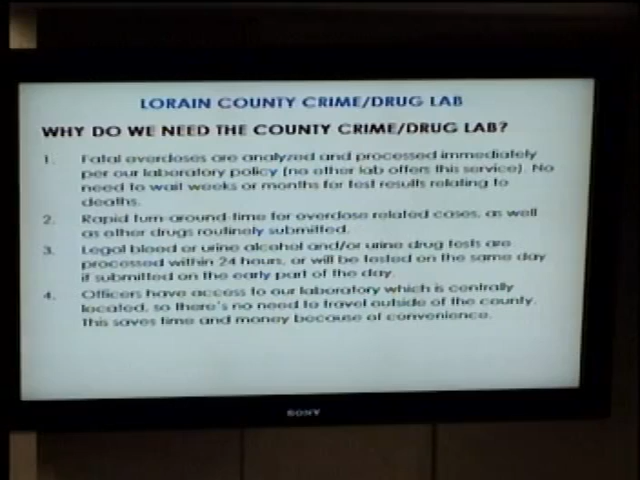 LORAIN COUNTY CRIME/DRUG LAB
WHY DO WE NEED THE COUNTY CRIME/DRUG LAB?
1. Fatal overdoses are analyzed and processed immediately
per our laboratory policy (no other lab offers this service). No
need to wait weeks or months for test results relating to
deaths.
2. Rapid turn-around-time for overdose related cases, as well
as other drugs routinely submitted.
3. Legal blood or urine alcohol and/or urine drug tests are
processed within 24 hours, or will be tested on the same day
if submitted on the early part of the day.
4. Officers have access to our laboratory which is centrally
located, so there's no need to travel outside of the county.
This saves time and money because of convenience.
SONY